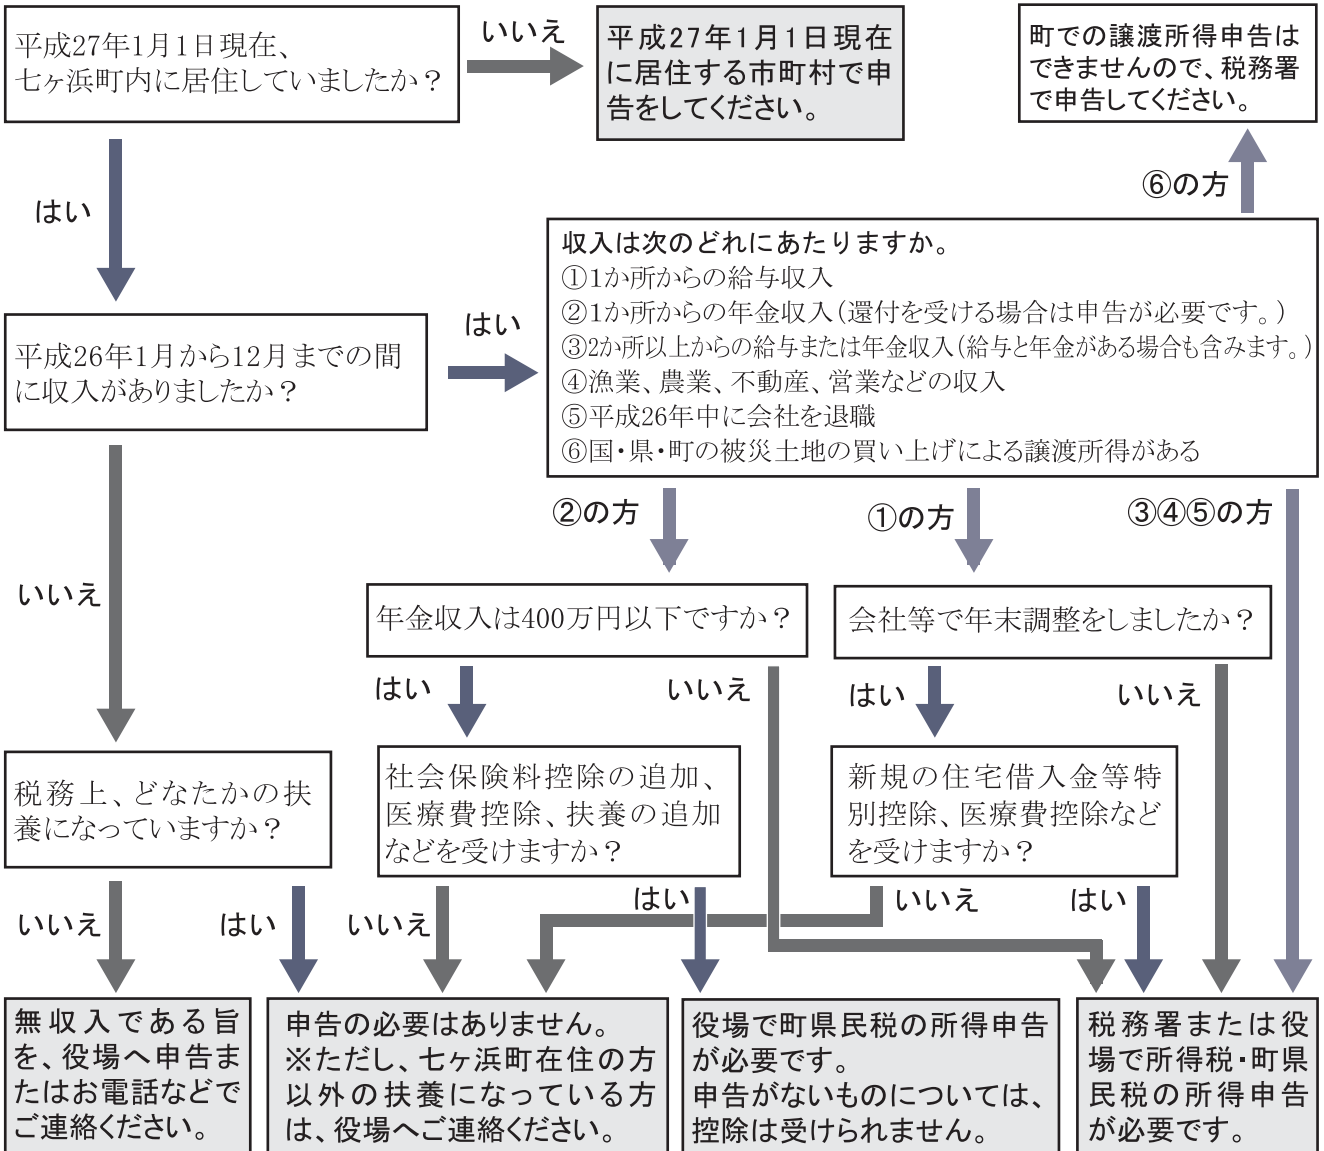 平成27年1月1日現在、
七ヶ浜町内に居住していましたか？
いいえ
平成27年1月1日現在
に居住する市町村で申
告をしてください。
町での譲渡所得申告は
できませんので、税務署
で申告してください。
⑥の方
はい
収入は次のどれにあたりますか。
①1か所からの給与収入
②1か所からの年金収入（還付を受ける場合は申告が必要です。）
③2か所以上からの給与または年金収入（給与と年金がある場合も含みます。）
④漁業、農業、不動産、営業などの収入
⑤平成26年中に会社を退職
⑥国・県・町の被災土地の買い上げによる譲渡所得がある
はい
平成26年1月から12月までの間
に収入がありましたか？
②の方
①の方
③④⑤の方
いいえ
年金収入は400万円以下ですか？
会社等で年末調整をしましたか？
はい
いいえ
はい
いいえ
税務上、どなたかの扶
養になっていますか？
社会保険料控除の追加、
医療費控除、扶養の追加
などを受けますか？
新規の住宅借入金等特
別控除、医療費控除など
を受けますか？
いいえ
はい
いいえ
はい
いいえ
はい
無収入である旨
を、役場へ申告ま
たはお電話などで
ご連絡ください。
申告の必要はありません。
※ただし、七ヶ浜町在住の方
以外の扶養になっている方
は、役場へご連絡ください。
役場で町県民税の所得申告
が必要です。
申告がないものについては、
控除は受けられません。
税務署または役
場で所得税・町県
民税の所得申告
が必要です。